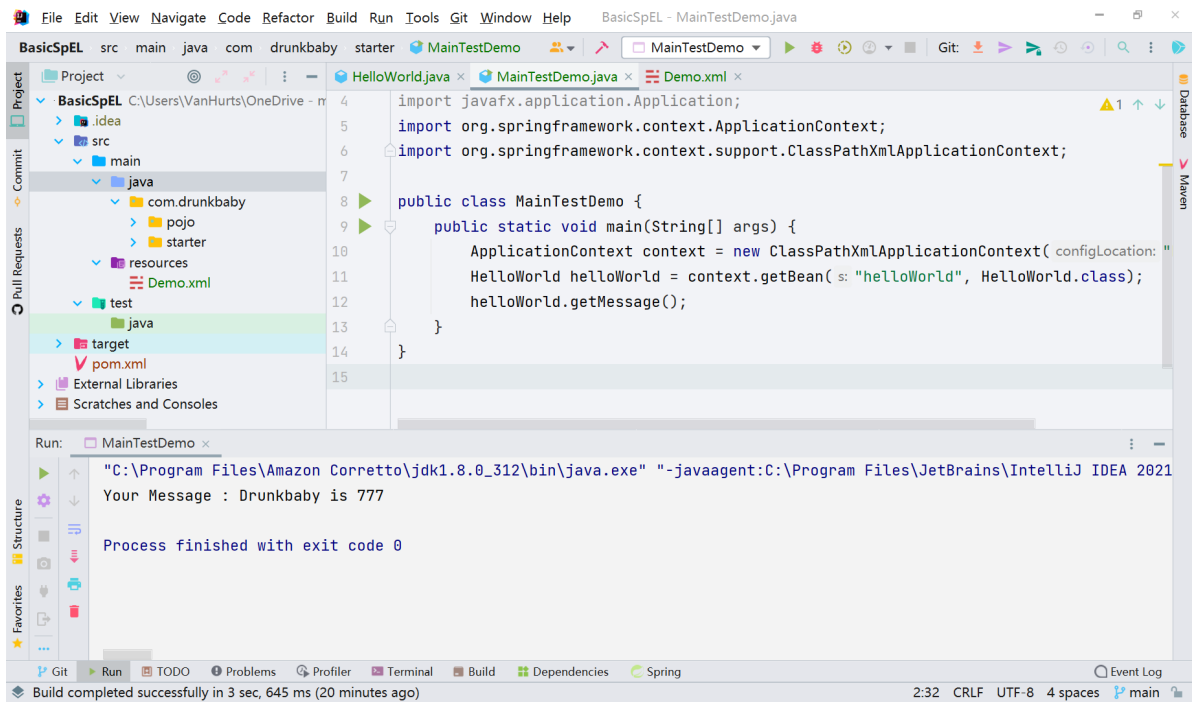 File Edit View Navigate Code Refactor Build Run Tools Git Window Help BasicSpEL - MainTestDemo.java
BasicSpEL src main java com drunkbaby starter MainTestDemo MainTestDemo Git:
Project
HelloWorld.java MainTestDemo.java Demo.xml
BasicSpEL C:\Users\VanHurts\OneDrive - m
.idea
src
main
java
com.drunkbaby
pojo
starter
resources
Demo.xml
test
java
target
pom.xml
External Libraries
Scratches and Consoles
4 import javafx.application.Application;
5 import org.springframework.context.ApplicationContext;
6 import org.springframework.context.support.ClassPathXmlApplicationContext;
7
8 public class MainTestDemo {
9 public static void main(String[] args) {
10 ApplicationContext context = new ClassPathXmlApplicationContext( configLocation: "
11 HelloWorld helloWorld = context.getBean( s: "helloWorld", HelloWorld.class);
12 helloWorld.getMessage();
13 }
14 }
15
1
Project
Commit
Pull Requests
Structure
Favorites
Database
Maven
Run: MainTestDemo
"C:\Program Files\Amazon Corretto\jdk1.8.0_312\bin\java.exe" "-javaagent:C:\Program Files\JetBrains\IntelliJ IDEA 2021
Your Message : Drunkbaby is 777
Process finished with exit code 0
Git Run TODO Problems Profiler Terminal Build Dependencies Spring Event Log
Build completed successfully in 3 sec, 645 ms (20 minutes ago) 2:32 CRLF UTF-8 4 spaces main